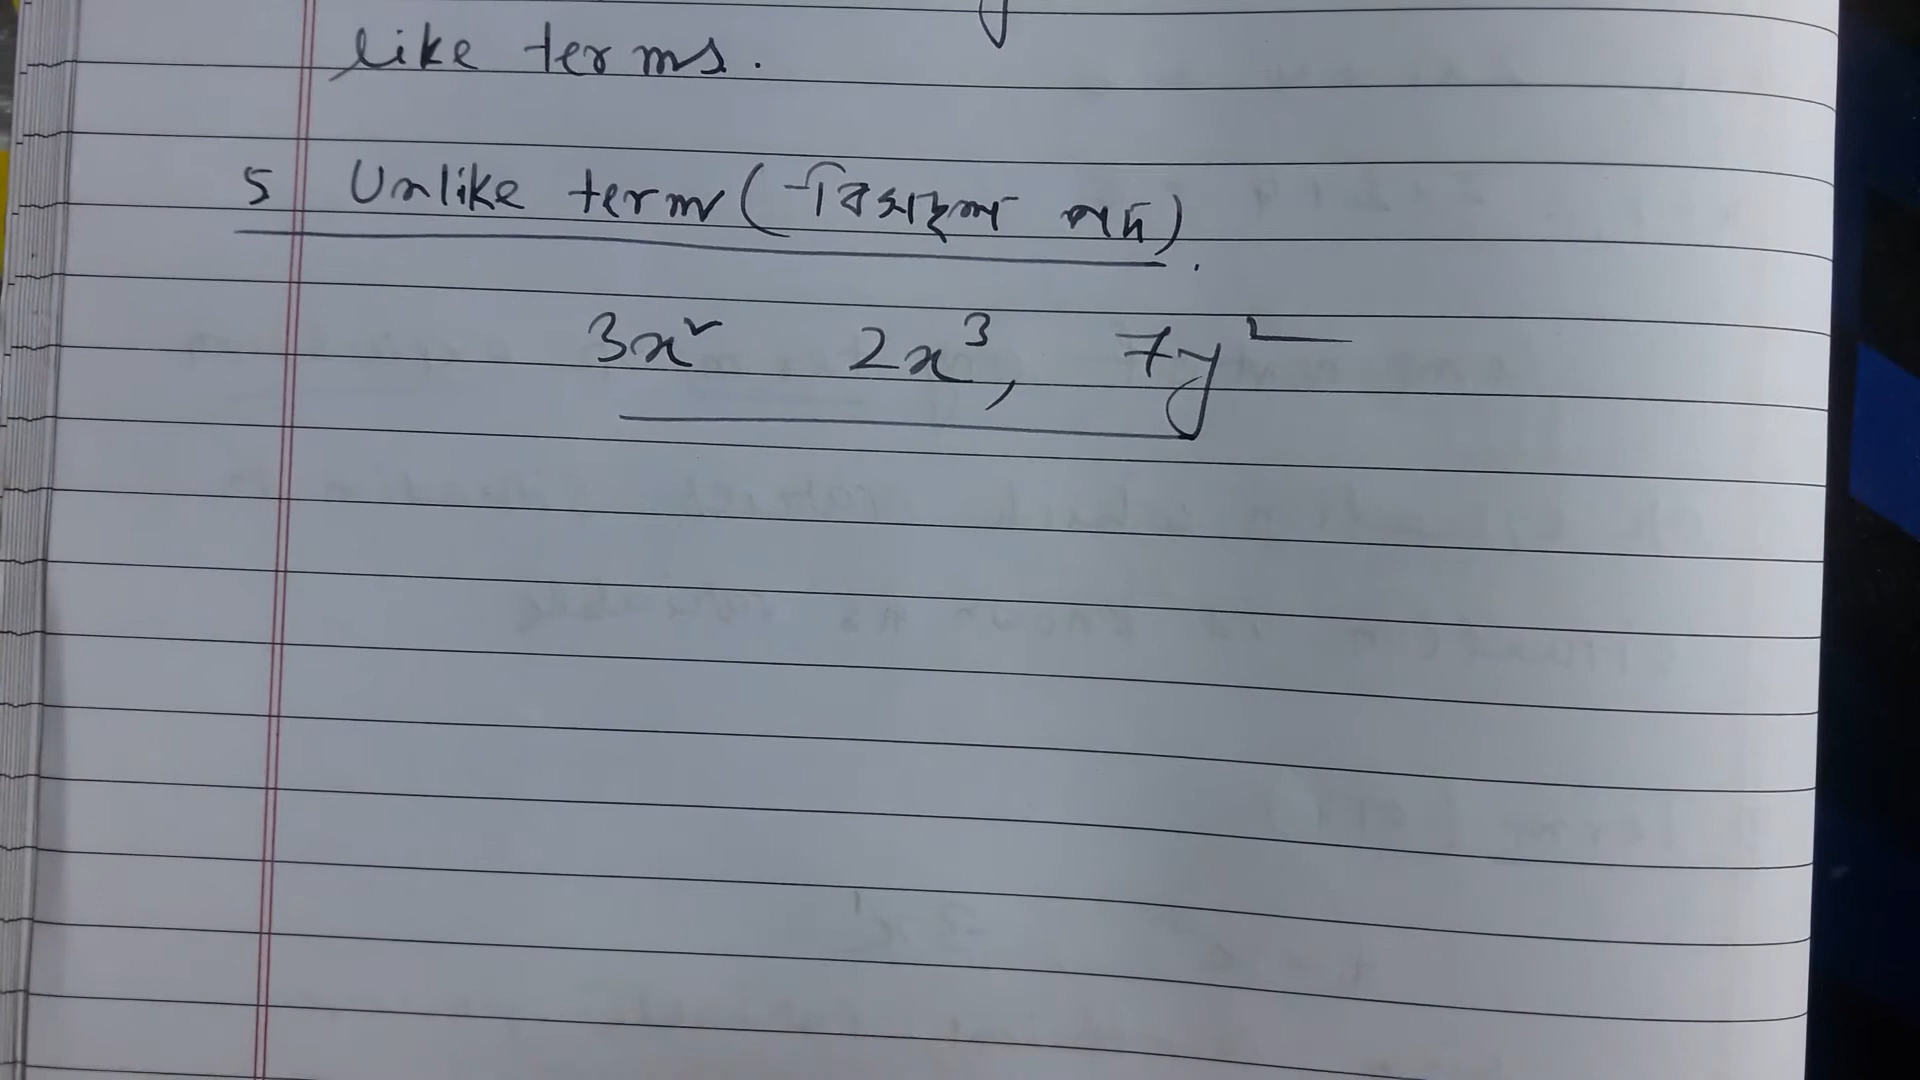 like terms.
5 Unlike term (বিসদৃশ পদ).
3x² 2x³, 7y²